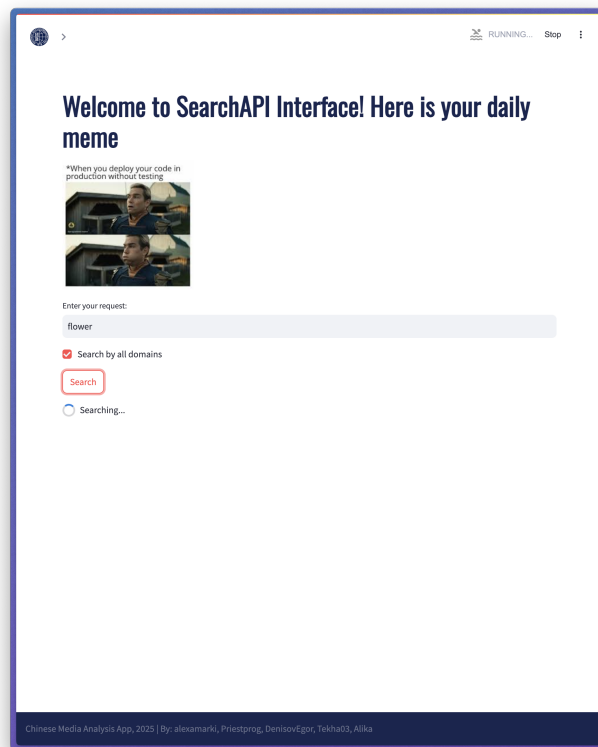 RUNNING...
Stop
Welcome to SearchAPI Interface! Here is your daily
meme
*When you deploy your code in
production without testing
Enter your request:
flower
Search by all domains
Search
Searching...
Chinese Media Analysis App, 2025 | By: alexamarki, Priestprog, DenisovEgor, Tekha03, Alika